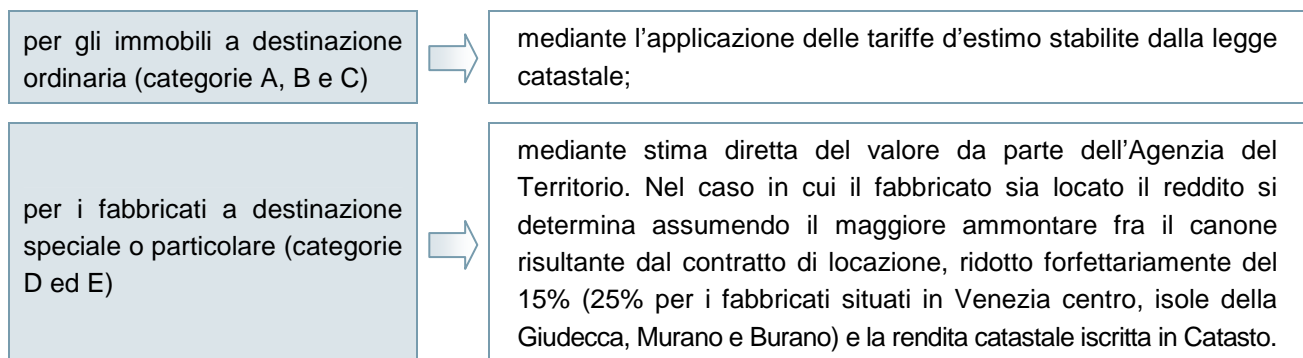 per gli immobili a destinazione
ordinaria (categorie A, B e C)
mediante l'applicazione delle tariffe d'estimo stabilite dalla legge
catastale;
per i fabbricati a destinazione
speciale o particolare (categorie
D ed E)
mediante stima diretta del valore da parte dell'Agenzia del
Territorio. Nel caso in cui il fabbricato sia locato il reddito si
determina assumendo il maggiore ammontare fra il canone
risultante dal contratto di locazione, ridotto forfettariamente del
15% (25% per i fabbricati situati in Venezia centro, isole della
Giudecca, Murano e Burano) e la rendita catastale iscritta in Catasto.